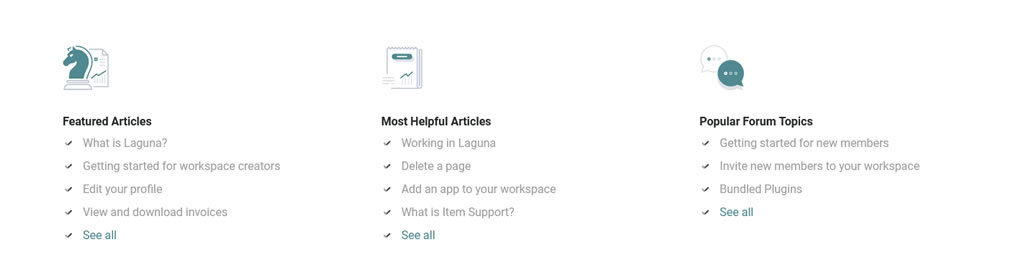 Featured Articles
What is Laguna?
Getting started for workspace creators
Edit your profile
View and download invoices
See all
Most Helpful Articles
Working in Laguna
Delete a page
Add an app to your workspace
What is Item Support?
See all
Popular Forum Topics
Getting started for new members
Invite new members to your workspace
Bundled Plugins
See all